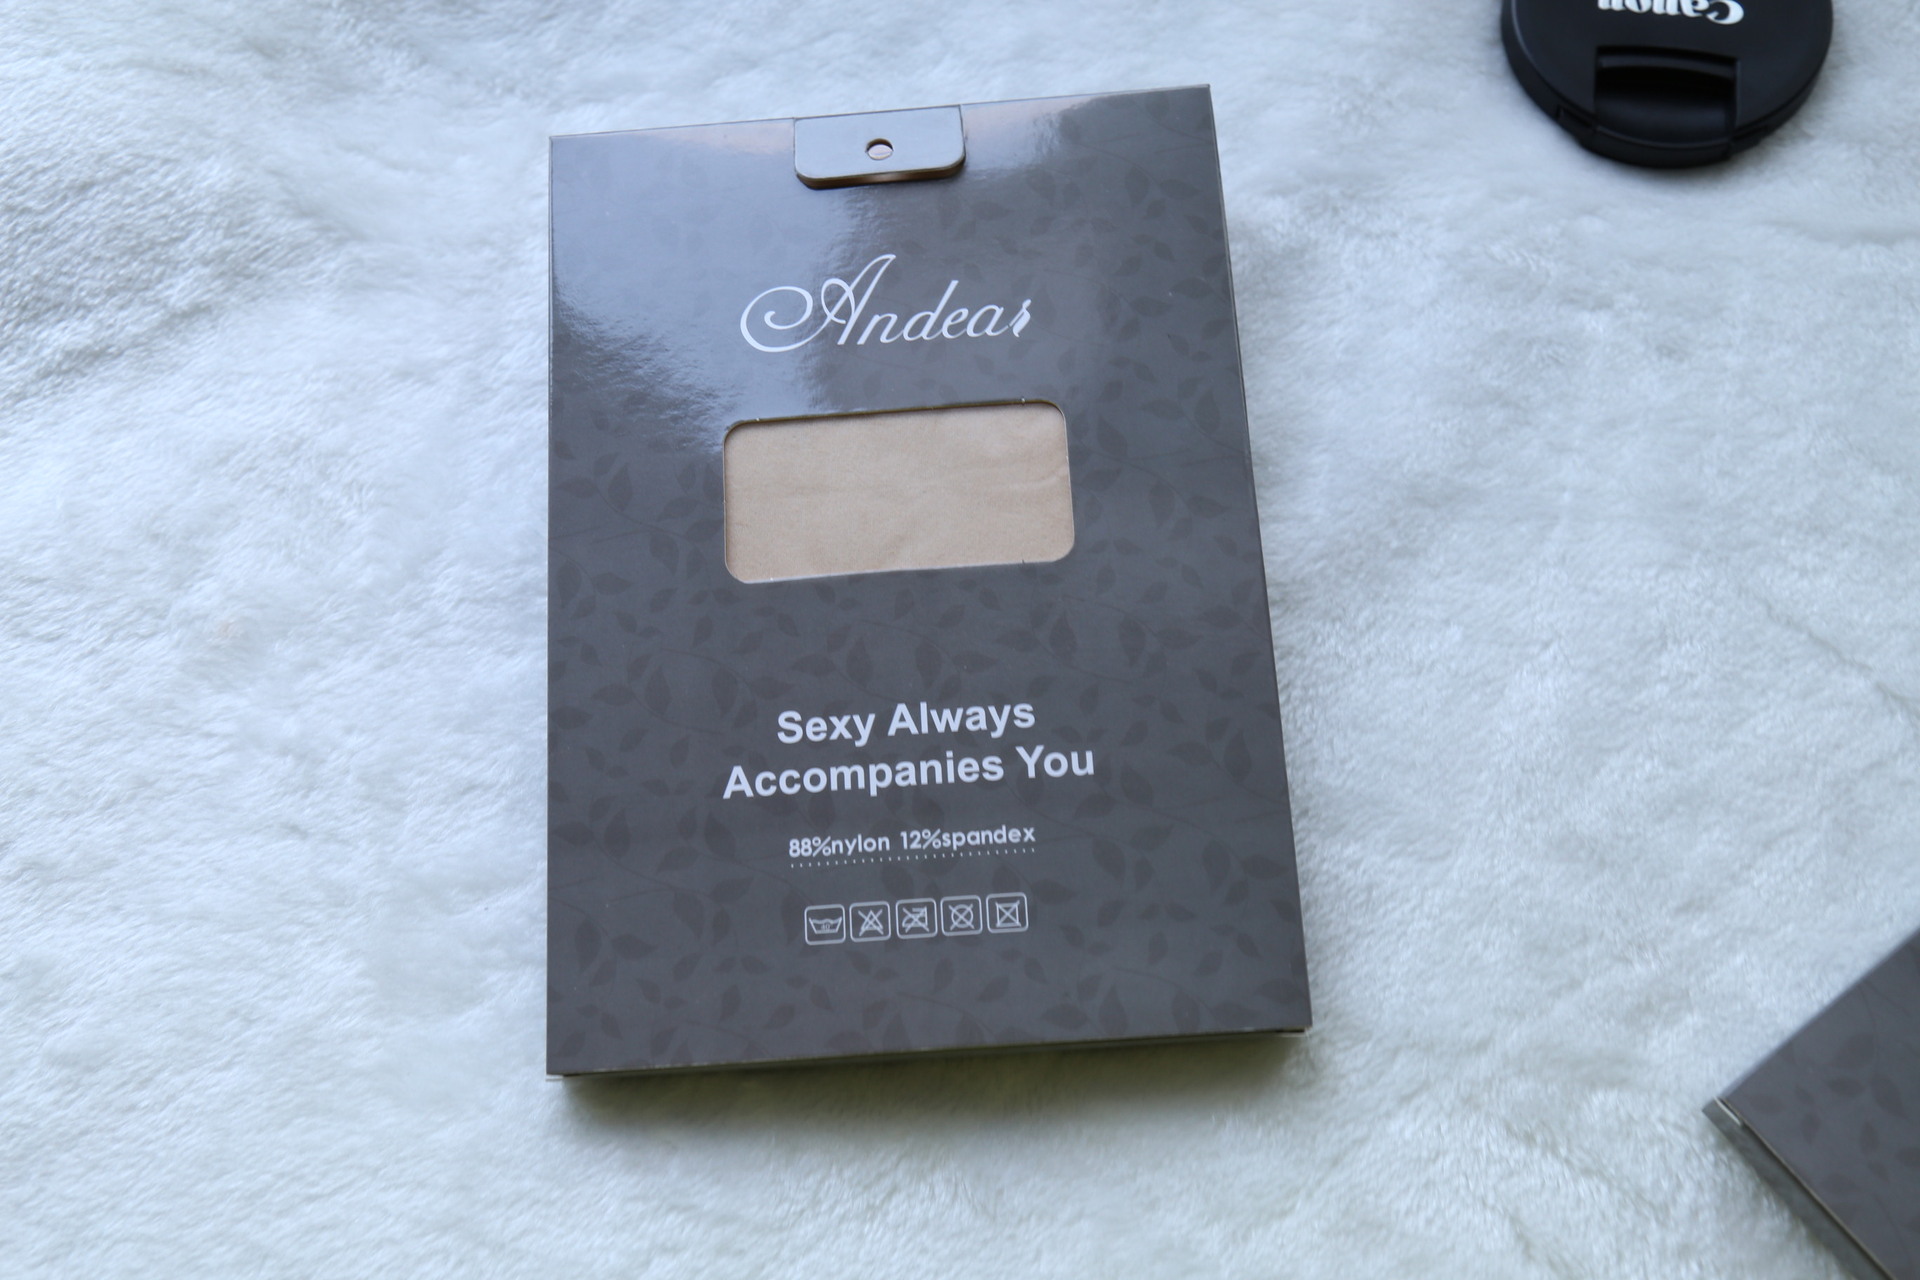 Canon
Andear
Sexy Always
Accompanies You
88%nylon 12%spandex